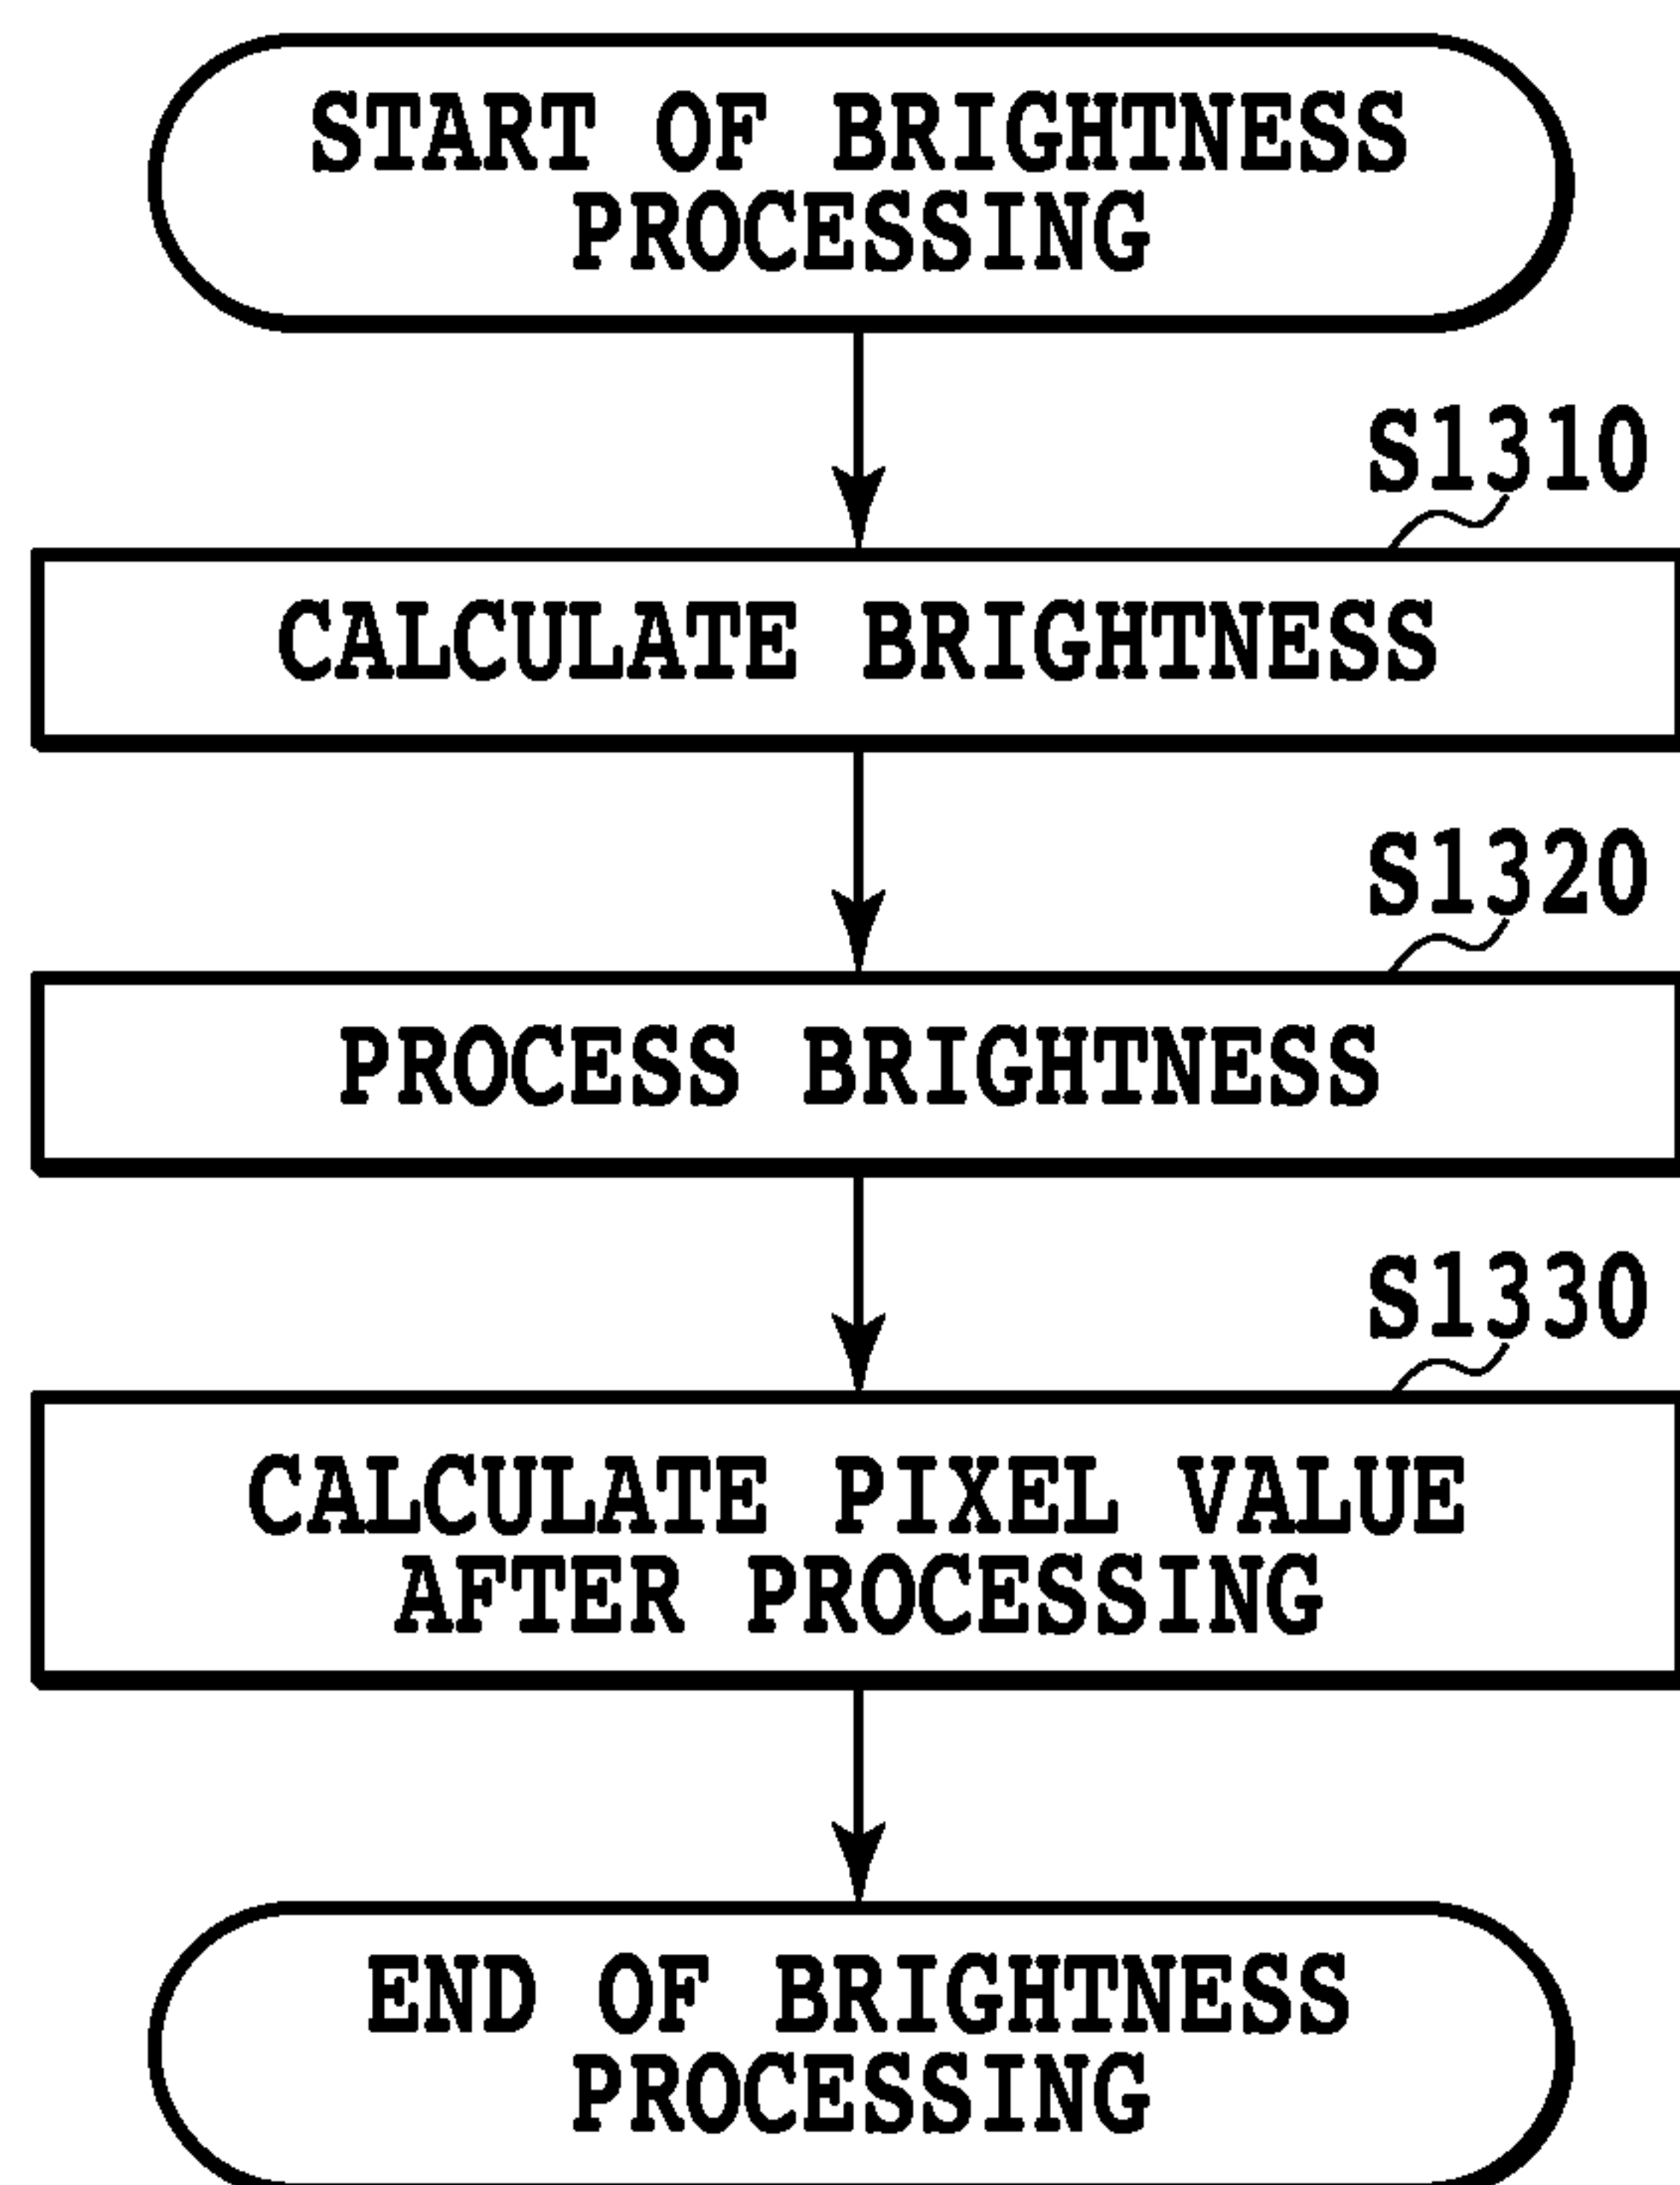 START OF BRIGHTNESS
PROCESSING
S1310
CALCULATE BRIGHTNESS
S1320
PROCESS BRIGHTNESS
S1330
CALCULATE PIXEL VALUE
AFTER PROCESSING
END OF BRIGHTNESS
PROCESSING